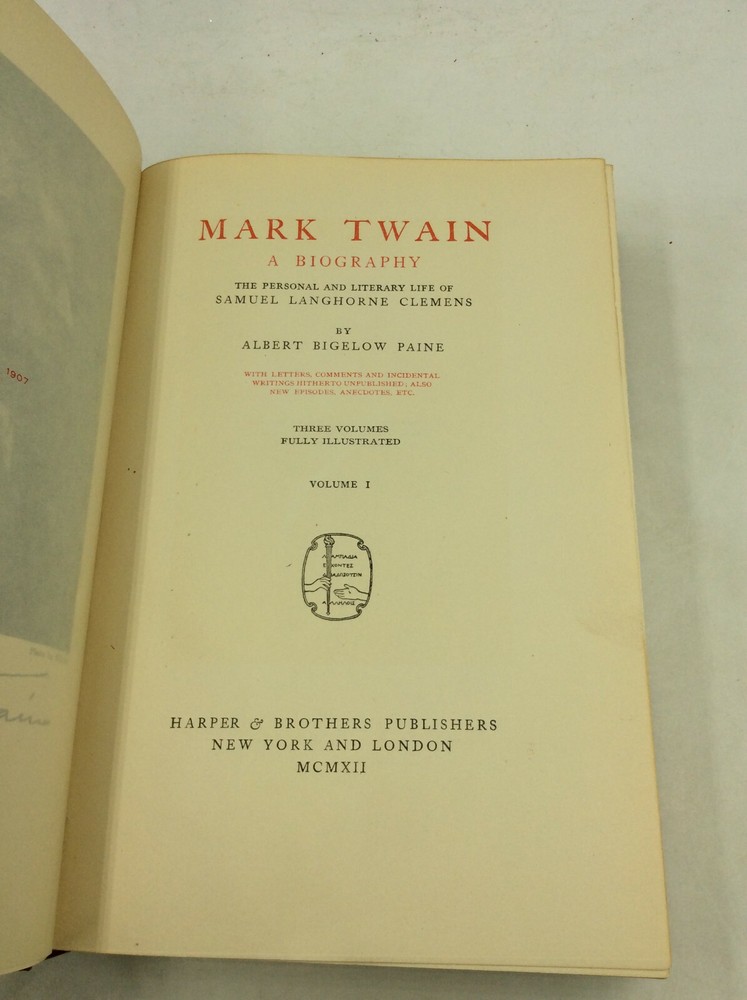 1907
MARK TWAIN
A BIOGRAPHY
THE PERSONAL AND LITERARY LIFE OF
SAMUEL LANGHORNE CLEMENS
BY
ALBERT BIGELOW PAINE
WITH LETTERS, COMMENTS AND INCIDENTAL
WRITINGS HITHERTO UNPUBLISHED; ALSO
NEW EPISODES, ANECDOTES, ETC.
THREE VOLUMES
FULLY ILLUSTRATED
VOLUME I
HARPER & BROTHERS PUBLISHERS
NEW YORK AND LONDON
MCMXII